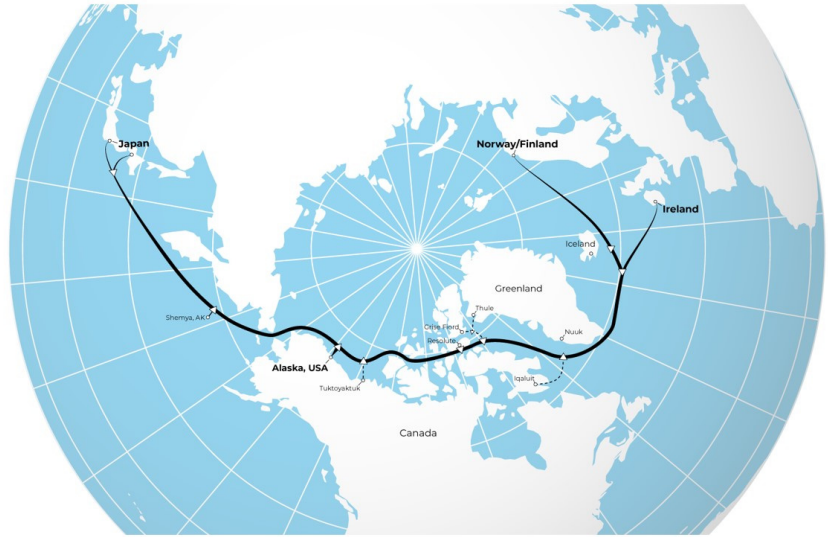 Japan
Norway/Finland
Ireland
Iceland
Greenland
Thule
Shemya, AK
Grise Fiord
Nuuk
Resolute
Alaska, USA
Iqaluit
Tuktoyaktuk
Canada